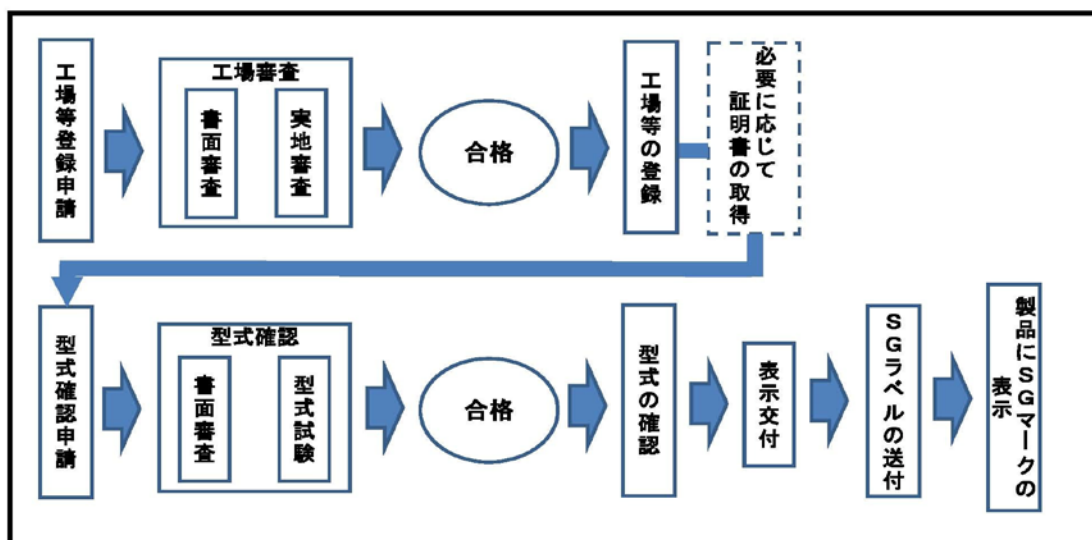 工場等登録申請
工場審査
書面審査
実地審査
合格
工場等の登録
必要に応じて
証明書の取得
型式確認申請
型式確認
書面審査
型式試験
合格
型式の確認
表示交付
SGラベルの送付
製品にSGマークの
表示